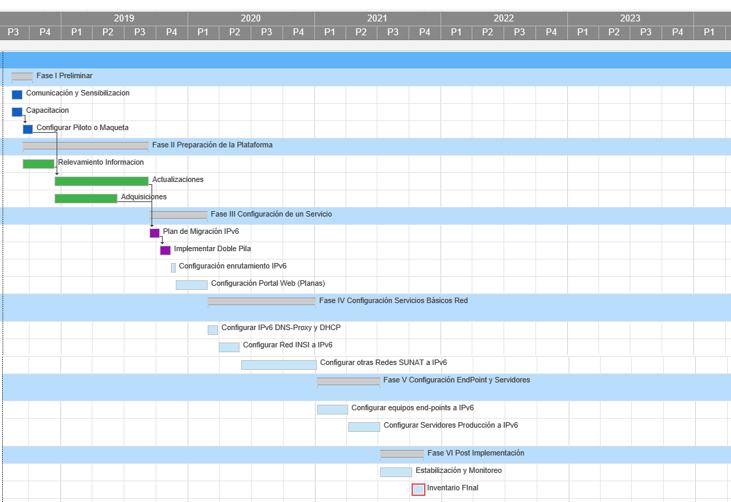 2019 2020 2021 2022 2023
P3 P4 P1 P2 P3 P4 P1 P2 P3 P4 P1 P2 P3 P4 P1 P2 P3 P4 P1 P2 P3 P4 P1
Fase I Preliminar
Comunicación y Sensibilizacion
Capacitacion
Configurar Piloto o Maqueta
Fase II Preparación de la Plataforma
Relevamiento Informacion
Actualizaciones
Adquisiciones
Fase III Configuración de un Servicio
Plan de Migración IPv6
Implementar Doble Pila
Configuración enrutamiento IPv6
Configuración Portal Web (Planas)
Fase IV Configuración Servicios Básicos Red
Configurar IPv6 DNS-Proxy y DHCP
Configurar Red INSI a IPv6
Configurar otras Redes SUNAT a IPv6
Fase V Configuración EndPoint y Servidores
Configurar equipos end-points a IPv6
Configurar Servidores Producción a IPv6
Fase VI Post Implementación
Estabilización y Monitoreo
Inventario FInal